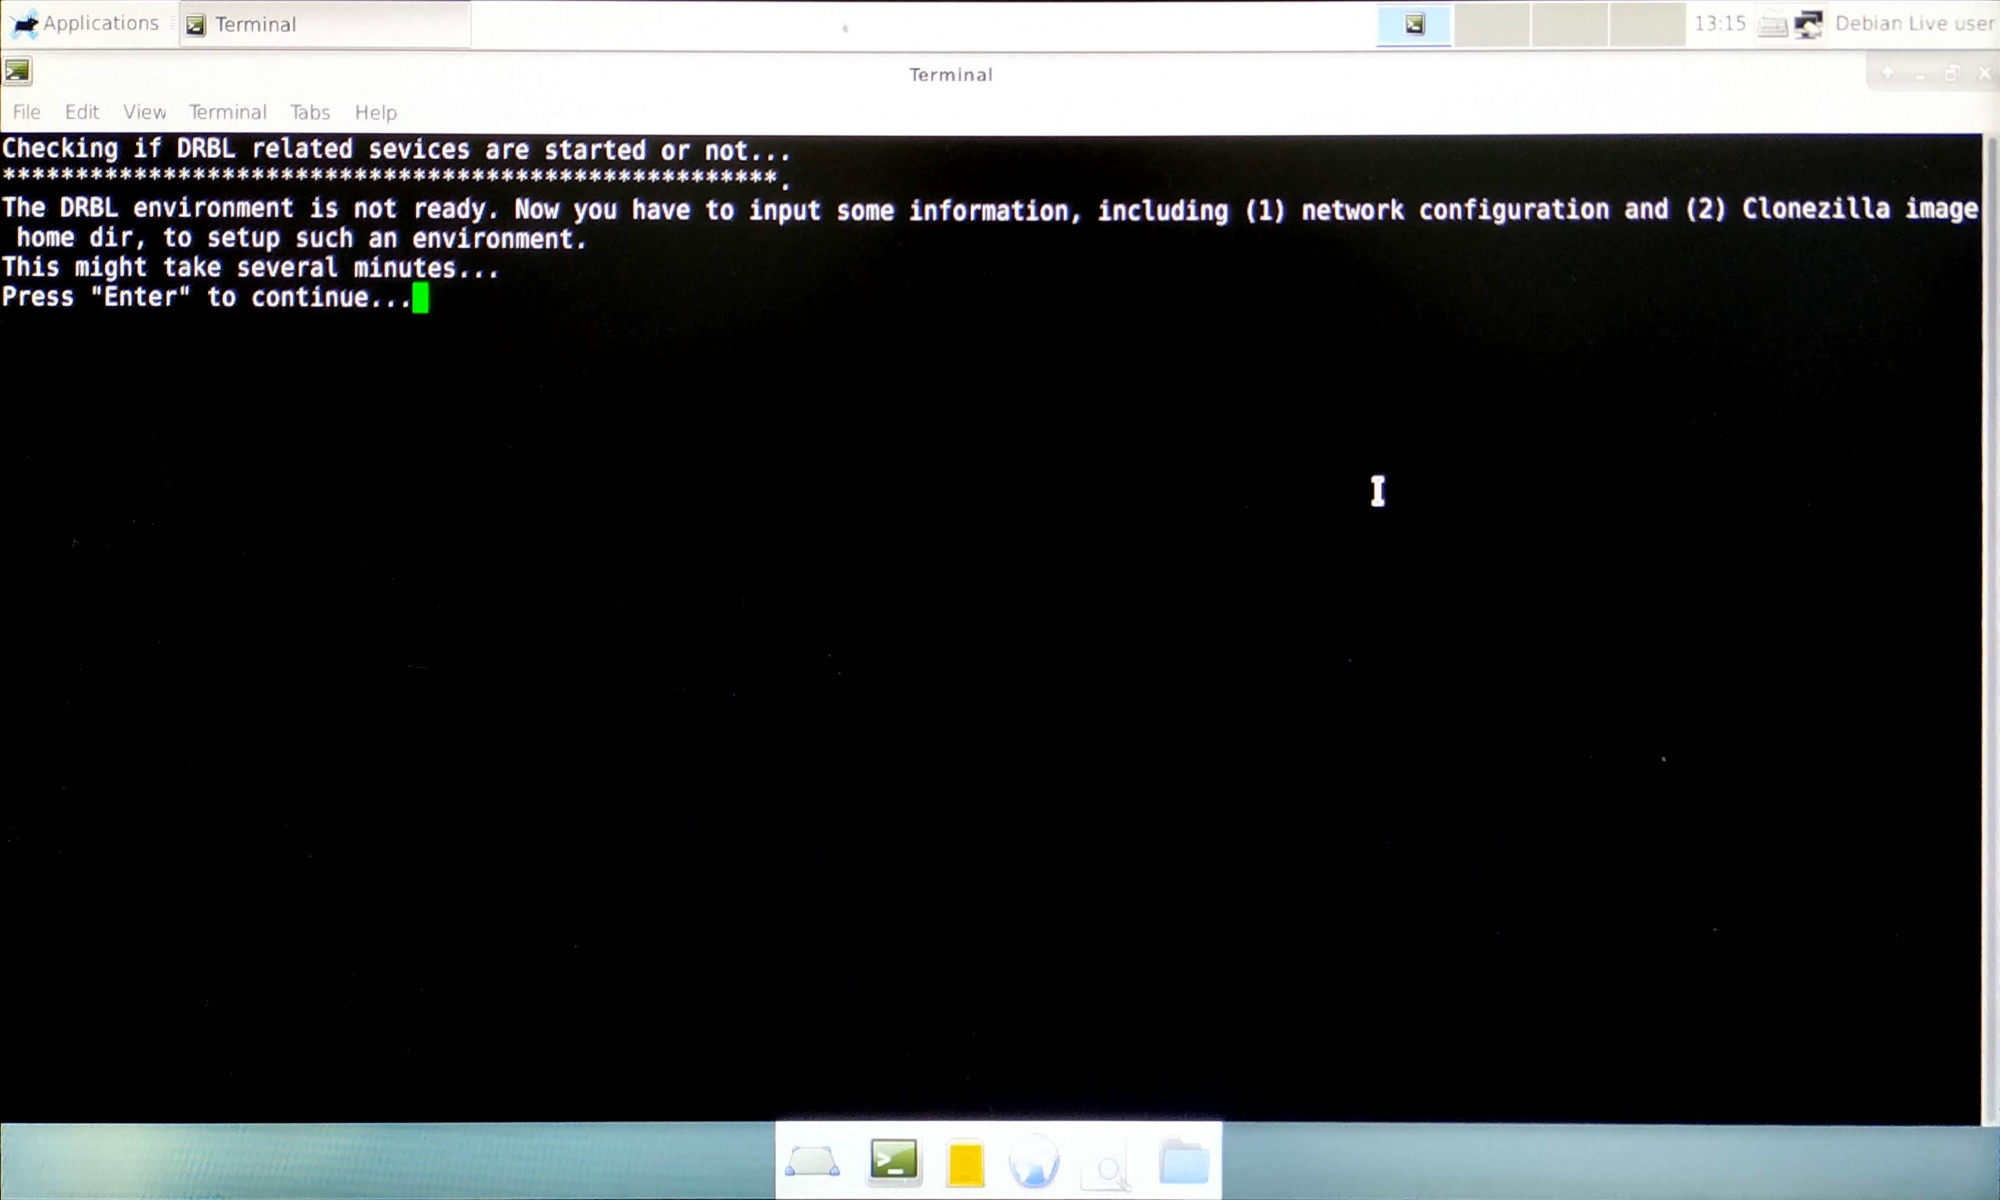 Applications Terminal 13:15 Debian Live user
Terminal
File Edit View Terminal Tabs Help
Checking if DRBL related sevices are started or not...
*****************************************************.
The DRBL environment is not ready. Now you have to input some information, including (1) network configuration and (2) Clonezilla image
home dir, to setup such an environment.
This might take several minutes...
Press "Enter" to continue...